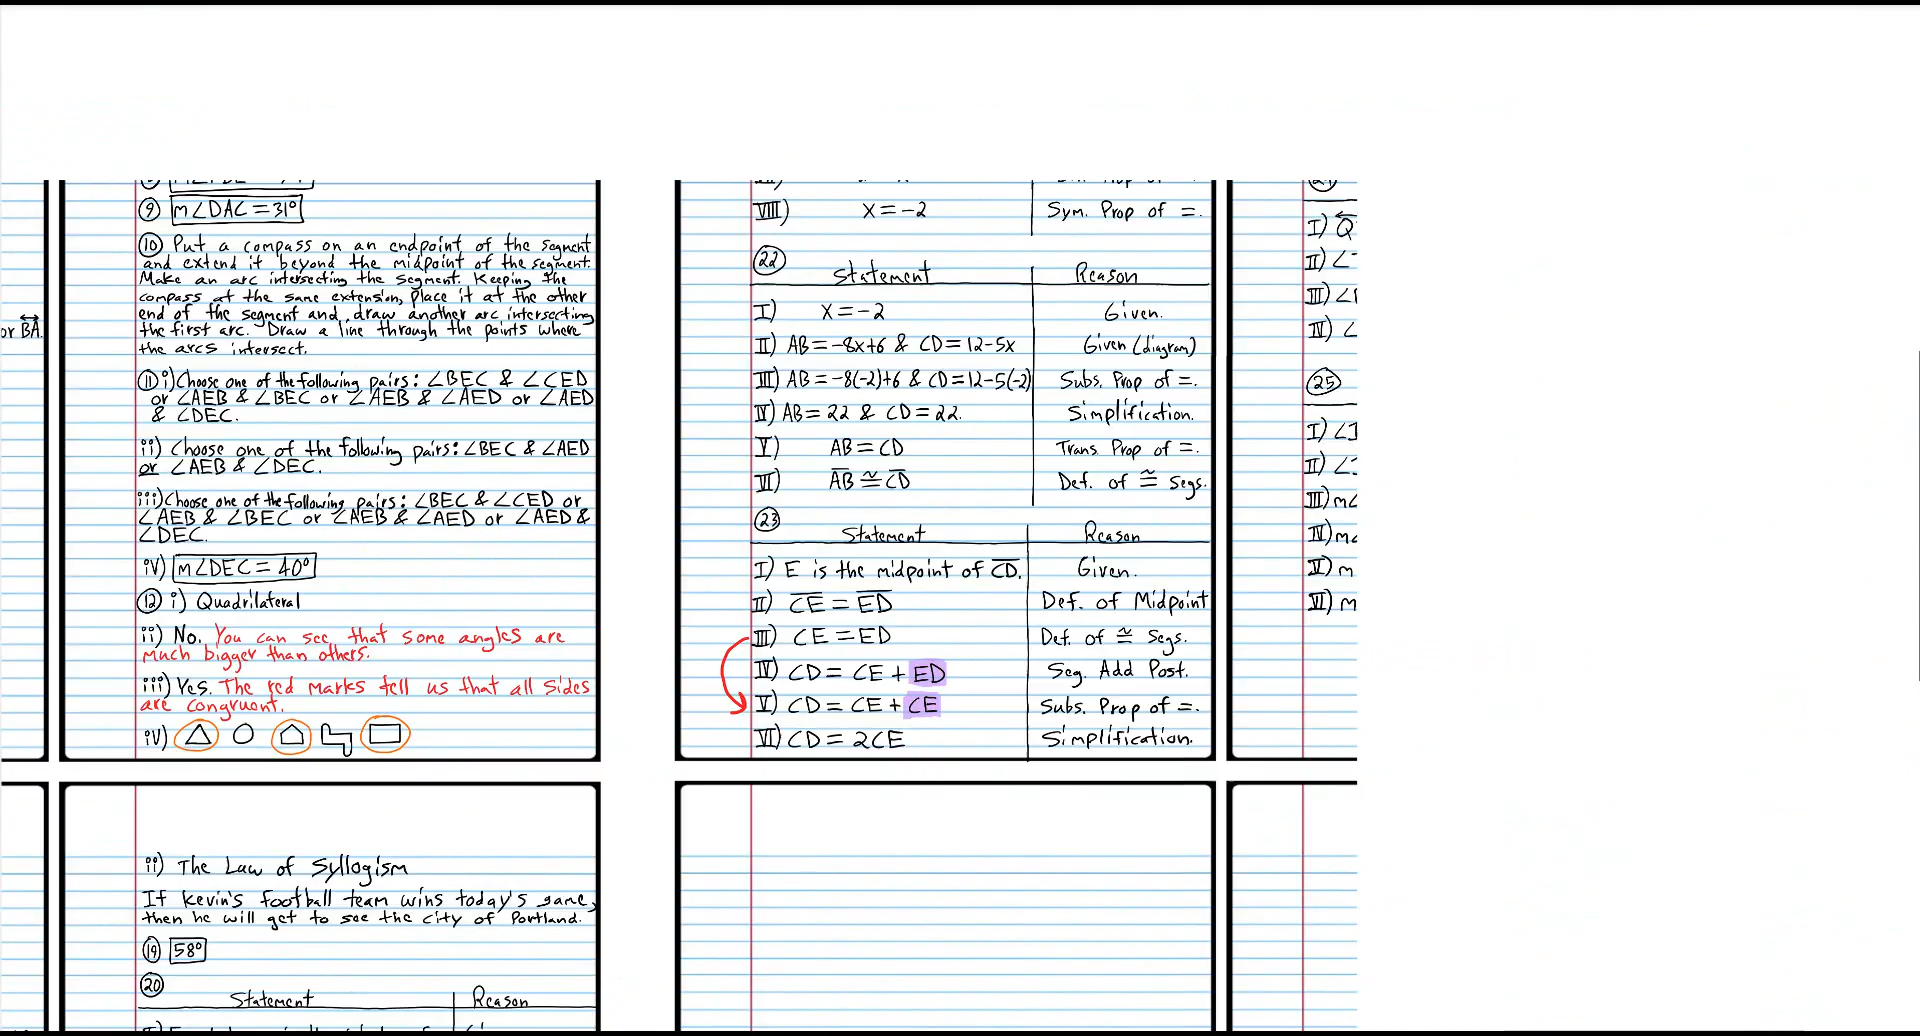 or BA.
⑨ m∠DAC = 31°
⑩ Put a compass on an endpoint of the segment
and extend it beyond the midpoint of the segment.
Make an arc intersecting the segment. Keeping the
compass at the same extension, place it at the other
end of the segment and draw another arc intersecting
the first arc. Draw a line through the points where
the arcs intersect.
⑪ i) Choose one of the following pairs: ∠BEC & ∠CED
or ∠AEB & ∠BEC or ∠AEB & ∠AED or ∠AED
& ∠DEC.
ii) Choose one of the following pairs: ∠BEC & ∠AED
or ∠AEB & ∠DEC.
iii) Choose one of the following pairs: ∠BEC & ∠CED or
∠AEB & ∠BEC or ∠AEB & ∠AED or ∠AED &
∠DEC.
iv) m∠DEC = 40°
⑫ i) Quadrilateral
ii) No. You can see that some angles are
much bigger than others.
iii) Yes. The red marks tell us that all sides
are congruent.
iv)
ii) The Law of Syllogism
If Kevin's football team wins today's game,
then he will get to see the city of Portland.
⑲ 58°
⑳
Statement Reason
VIII) x = -2 Sym. Prop of =.
㉒
Statement Reason
I) x = -2 Given.
II) AB = -8x+6 & CD = 12-5x Given (diagram)
III) AB = -8(-2)+6 & CD = 12-5(-2) Subs. Prop of =.
IV) AB = 22 & CD = 22. Simplification.
V) AB = CD Trans. Prop of =.
VI) A̅B̅ ≅ C̅D̅ Def. of ≅ Segs.
㉓
Statement Reason
I) E is the midpoint of C̅D̅. Given.
II) C̅E̅ = E̅D̅ Def. of Midpoint
III) CE = ED Def. of ≅ Segs.
IV) CD = CE + ED Seg. Add Post.
V) CD = CE + CE Subs. Prop of =.
VI) CD = 2CE Simplification.
I) Q
II) ∠
III) ∠
IV) ∠
㉕
I) ∠
II) ∠
III) m∠
IV) m∠
V) m
VI) m